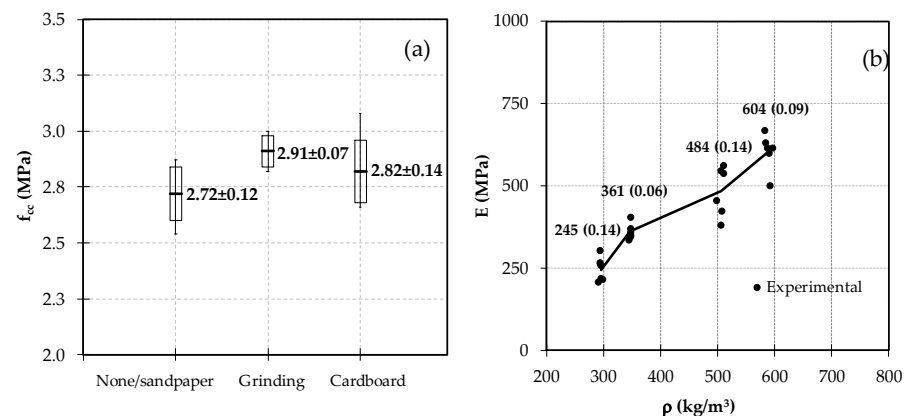 (a)
3.5
3.3
3.0
2.8
2.5
2.3
2.0
f_cc (MPa)
2.72±0.12
2.91±0.07
2.82±0.14
None/sandpaper
Grinding
Cardboard
(b)
1000
750
500
250
0
E (MPa)
245 (0.14)
361 (0.06)
484 (0.14)
604 (0.09)
Experimental
200 300 400 500 600 700 800
ρ (kg/m³)